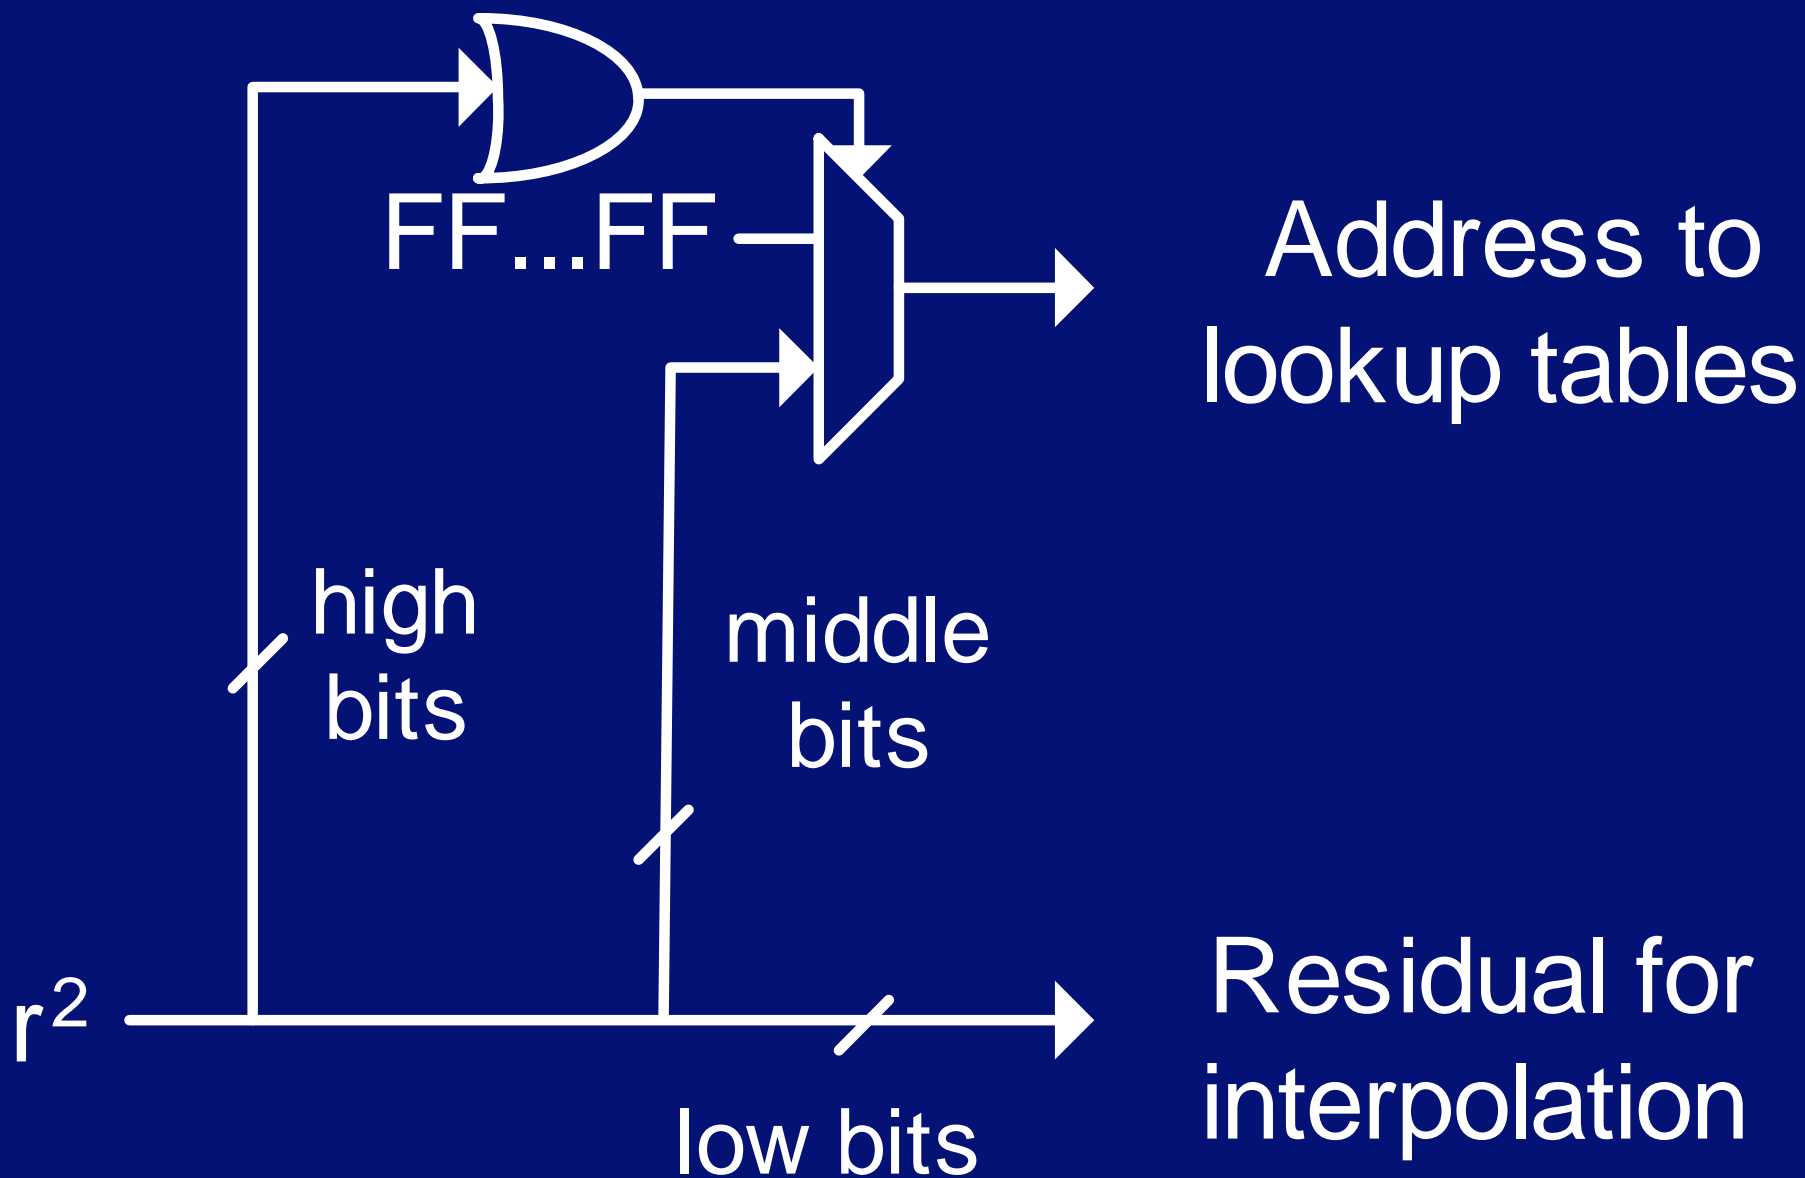 FF...FF
Address to
lookup tables
high
bits
middle
bits
r²
Residual for
interpolation
low bits